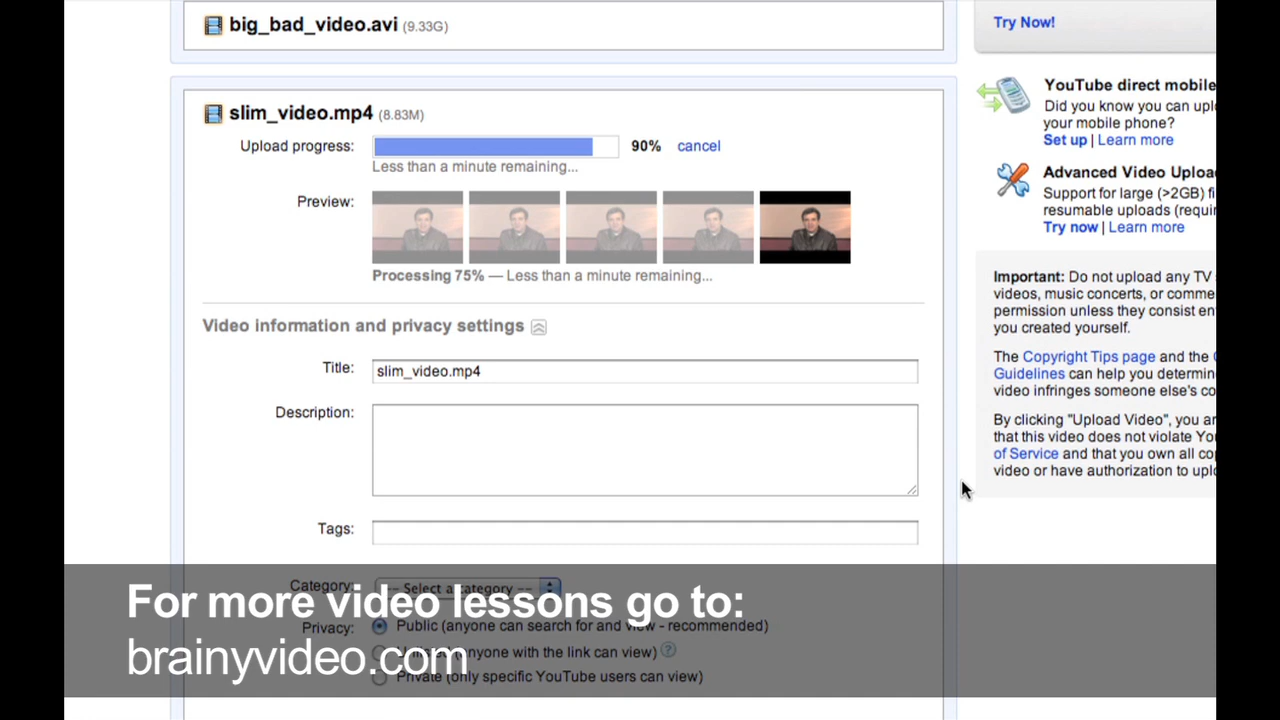 big_bad_video.avi (9.33G)
slim_video.mp4 (8.83M)
Upload progress: 90% cancel
Less than a minute remaining...
Preview:
Processing 75% — Less than a minute remaining...
Video information and privacy settings
Title: slim_video.mp4
Description:
Tags:
Category: -- Select a category --
Privacy: Public (anyone can search for and view - recommended)
(anyone with the link can view) ?
Private (only specific YouTube users can view)
For more video lessons go to:
brainyvideo.com
Try Now!
YouTube direct mobile
Did you know you can upl
your mobile phone?
Set up | Learn more
Advanced Video Uploa
Support for large (>2GB) fi
resumable uploads (requir
Try now | Learn more
Important: Do not upload any TV
videos, music concerts, or comme
permission unless they consist en
you created yourself.
The Copyright Tips page and the
Guidelines can help you determin
video infringes someone else's co
By clicking "Upload Video", you ar
that this video does not violate Yo
of Service and that you own all co
video or have authorization to uplo